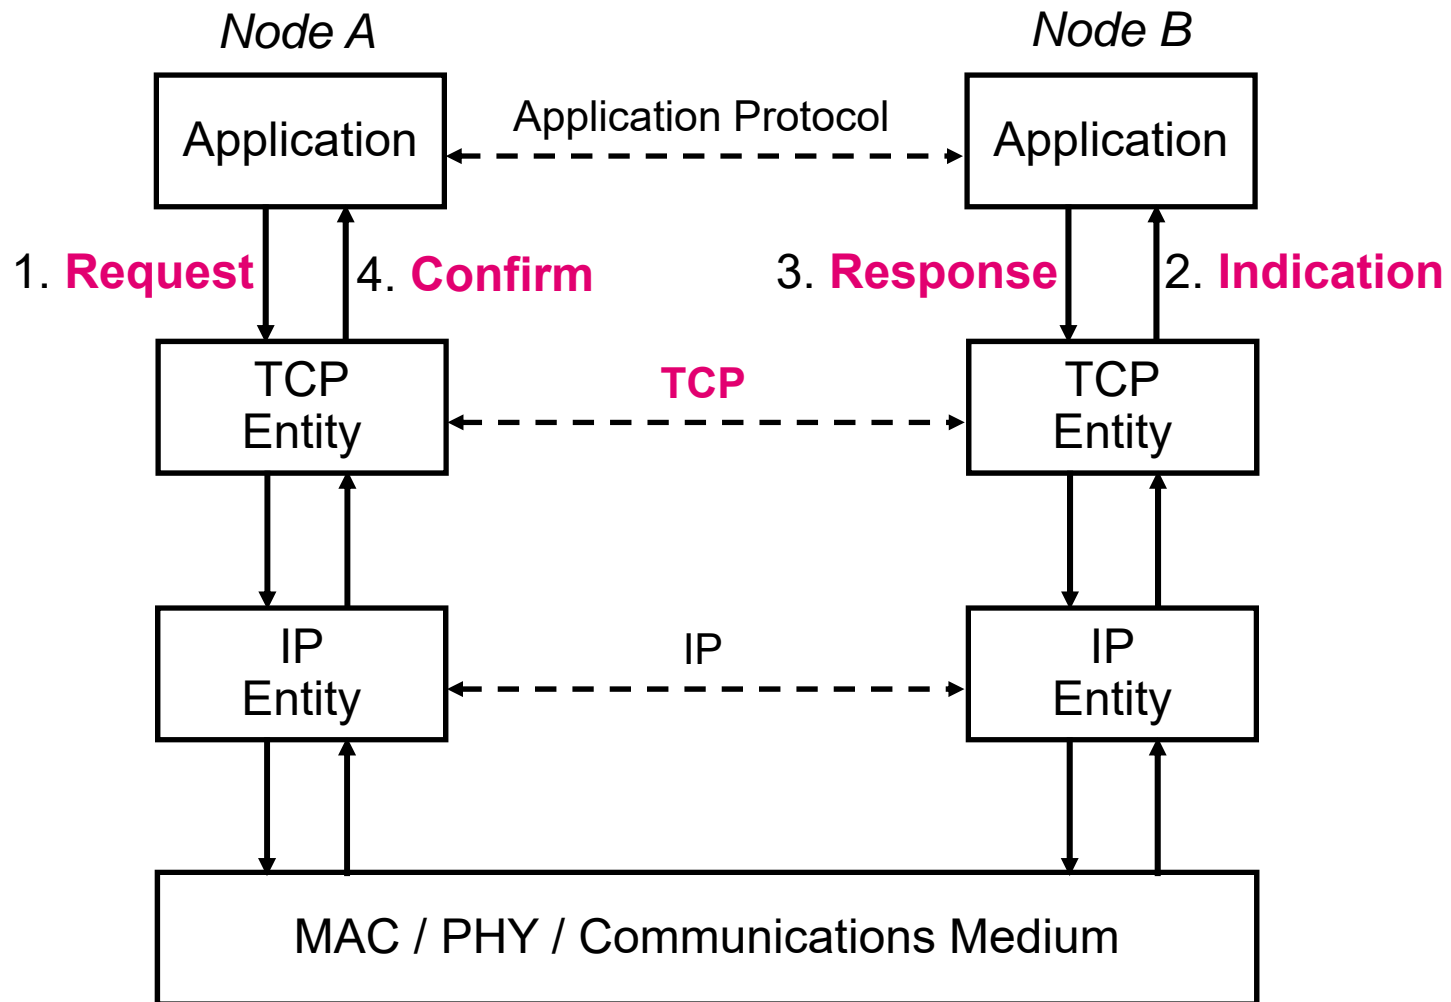 Node A
Node B
Application
Application Protocol
Application
1. Request
4. Confirm
3. Response
2. Indication
TCP
Entity
TCP
TCP
Entity
IP
Entity
IP
IP
Entity
MAC / PHY / Communications Medium